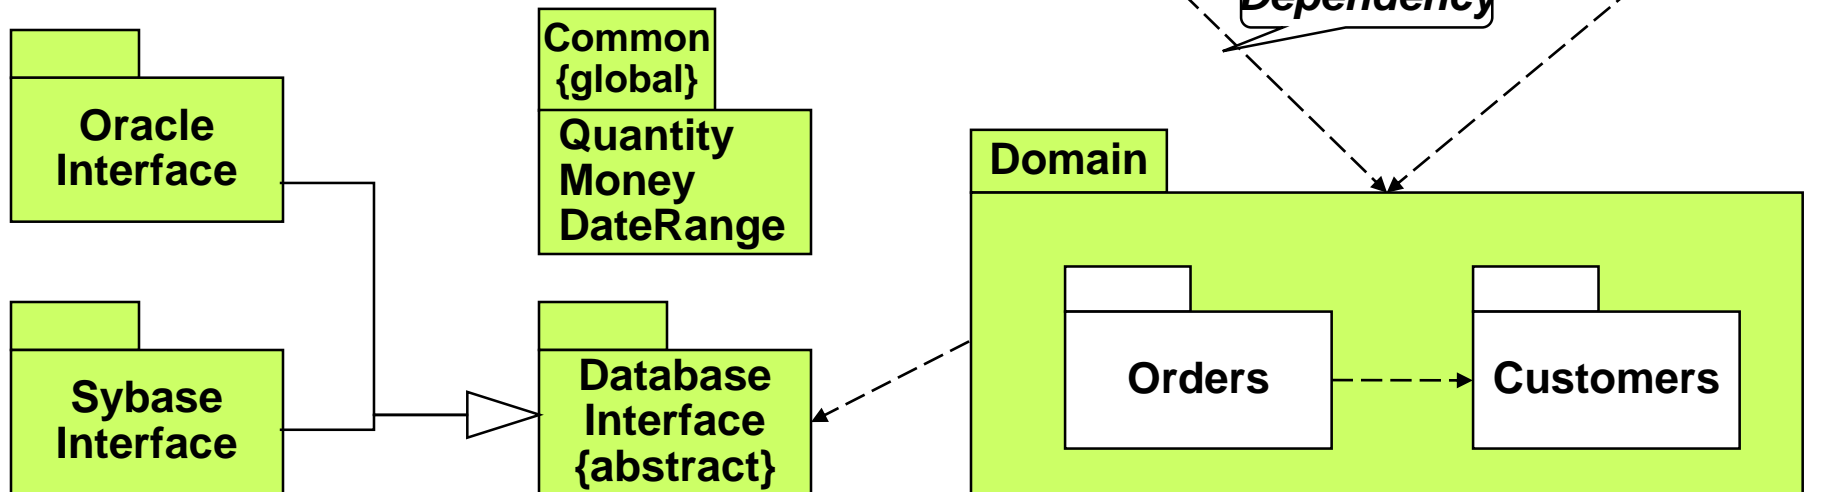 Dependency
Common
{global}
Oracle
Interface
Quantity
Money
DateRange
Domain
Sybase
Interface
Database
Interface
{abstract}
Orders
Customers